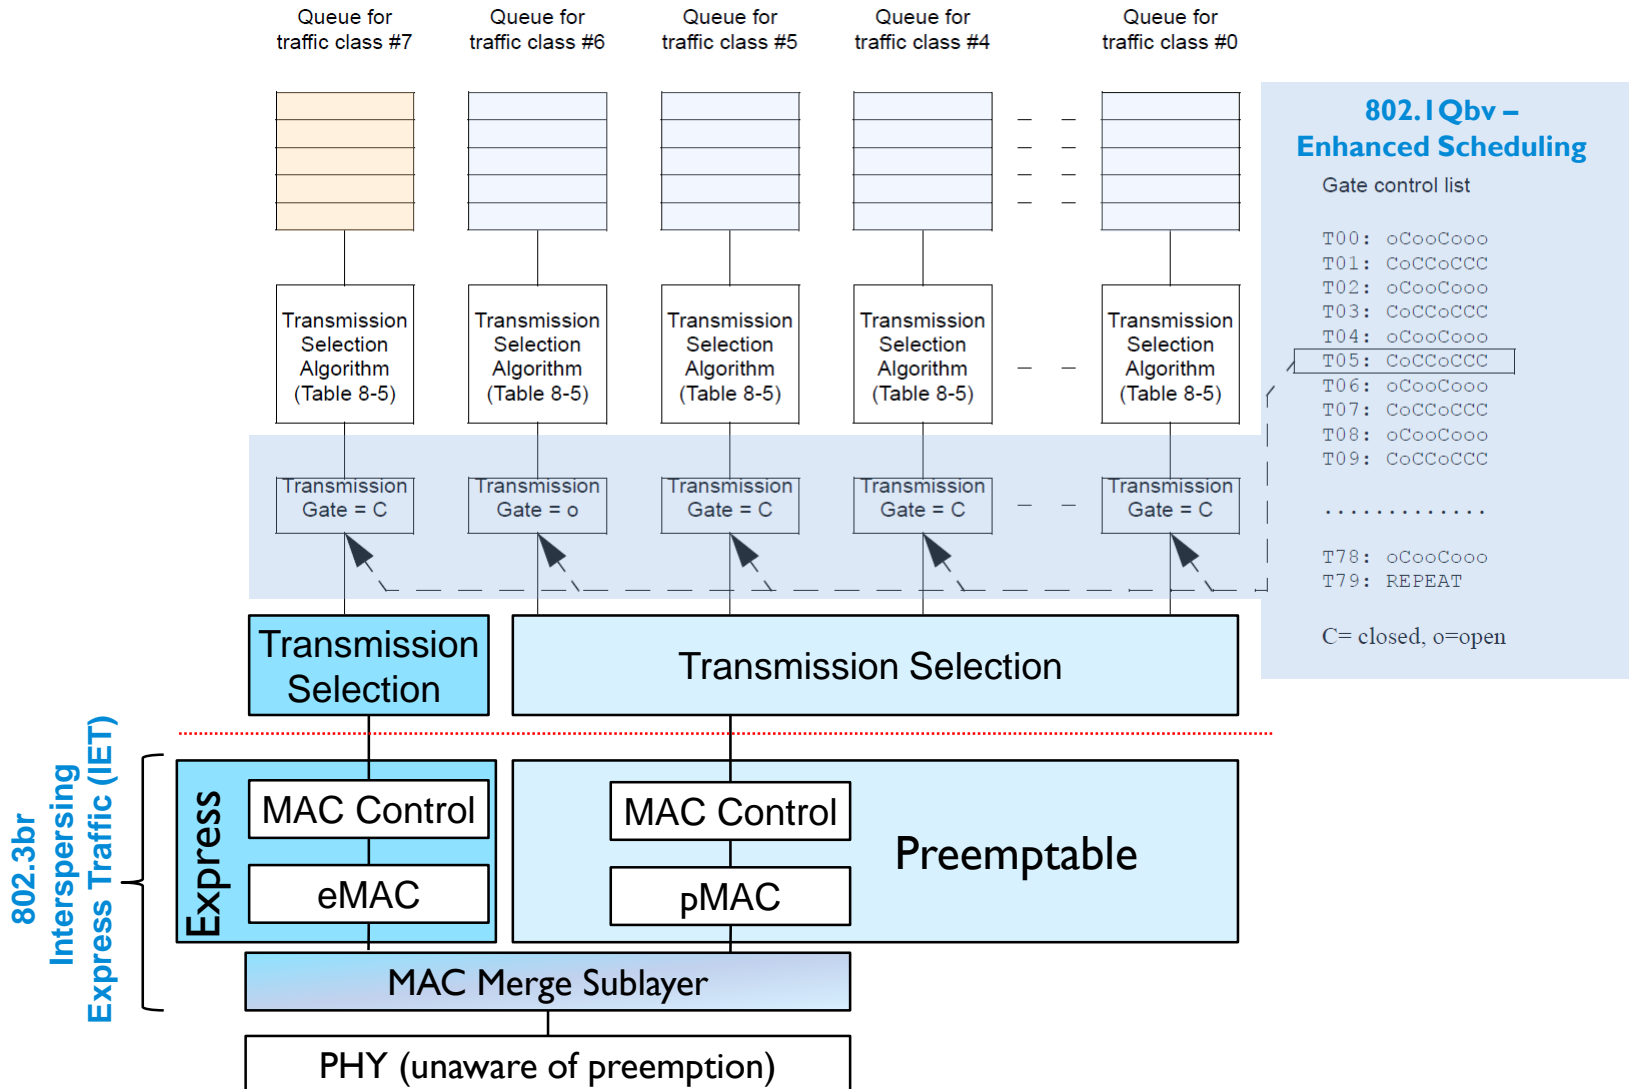 Queue for
traffic class #7
Queue for
traffic class #6
Queue for
traffic class #5
Queue for
traffic class #4
Queue for
traffic class #0
802.1Qbv –
Enhanced Scheduling
Gate control list
T00: oCooCooo
T01: CoCCoCCC
T02: oCooCooo
T03: CoCCoCCC
T04: oCooCooo
T05: CoCCoCCC
T06: oCooCooo
T07: CoCCoCCC
T08: oCooCooo
T09: CoCCoCCC
.............
T78: oCooCooo
T79: REPEAT
C= closed, o=open
Transmission
Selection
Algorithm
(Table 8-5)
Transmission
Selection
Algorithm
(Table 8-5)
Transmission
Selection
Algorithm
(Table 8-5)
Transmission
Selection
Algorithm
(Table 8-5)
Transmission
Selection
Algorithm
(Table 8-5)
Transmission
Gate = C
Transmission
Gate = o
Transmission
Gate = C
Transmission
Gate = C
Transmission
Gate = C
Transmission
Selection
Transmission Selection
802.3br
Interspersing
Express Traffic (IET)
Express
MAC Control
eMAC
MAC Control
pMAC
Preemptable
MAC Merge Sublayer
PHY (unaware of preemption)